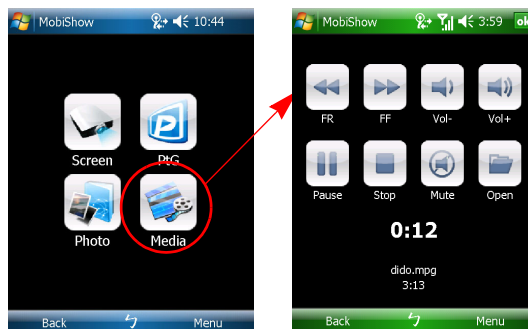 MobiShow 10:44
Screen PtG
Photo Media
Back ㄣ Menu
MobiShow 3:59 ok
FR FF Vol- Vol+
Pause Stop Mute Open
0:12
dido.mpg
3:13
Back ㄣ Menu